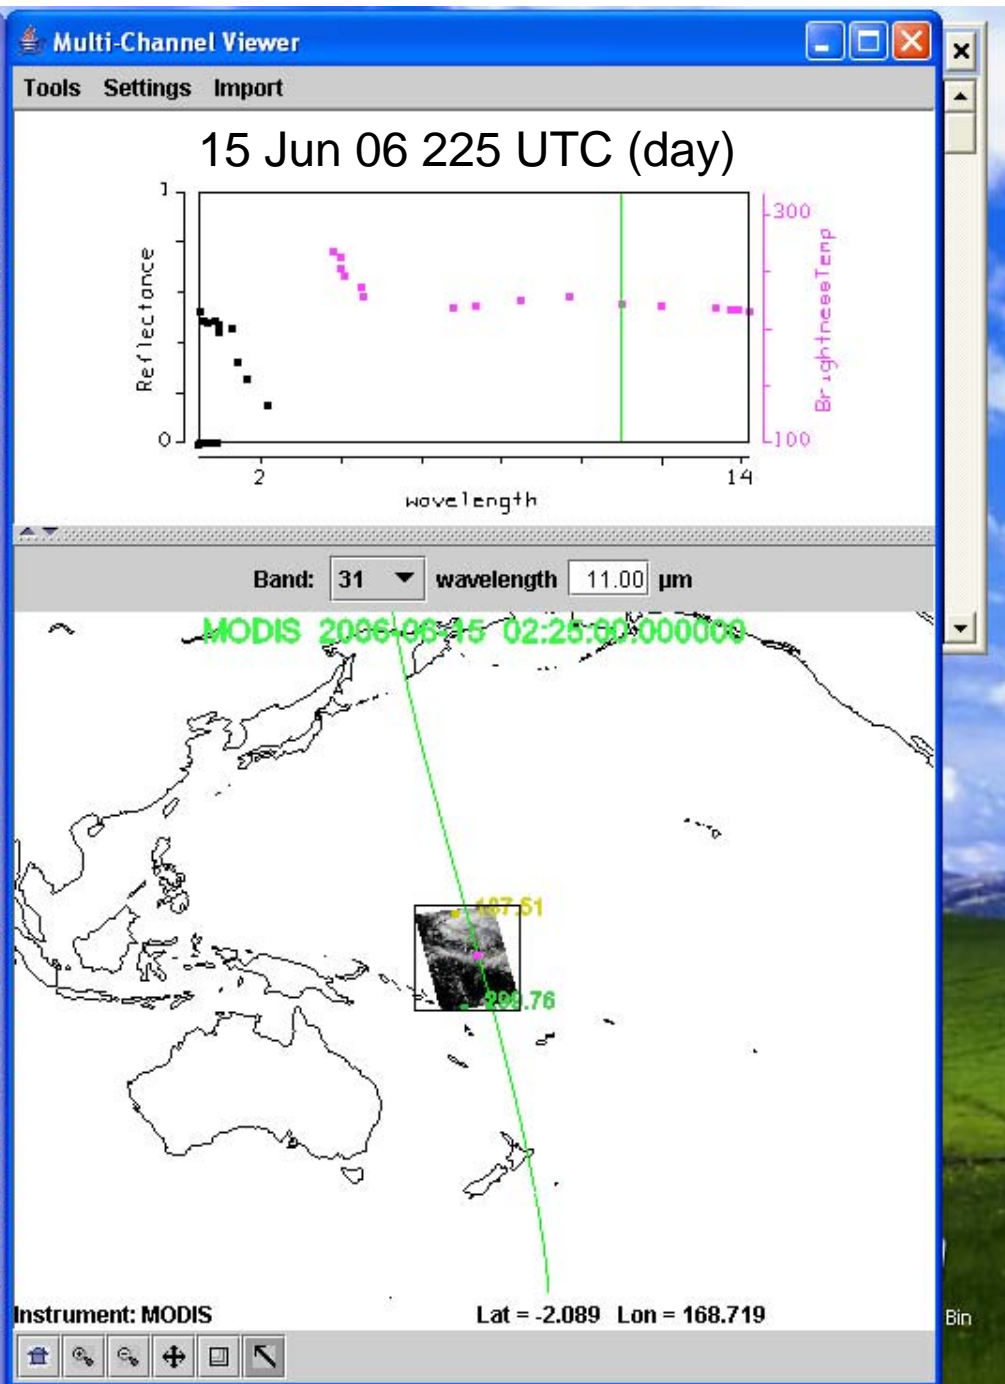 Multi-Channel Viewer
Tools Settings Import
15 Jun 06 225 UTC (day)
1
300
Reflectance
BrightnessTemp
0
100
2
14
wavelength
Band: 31 wavelength 11.00 µm
MODIS 2006-06-15 02:25:00.000000
187.51
298.76
Instrument: MODIS Lat = -2.089 Lon = 168.719
Bin